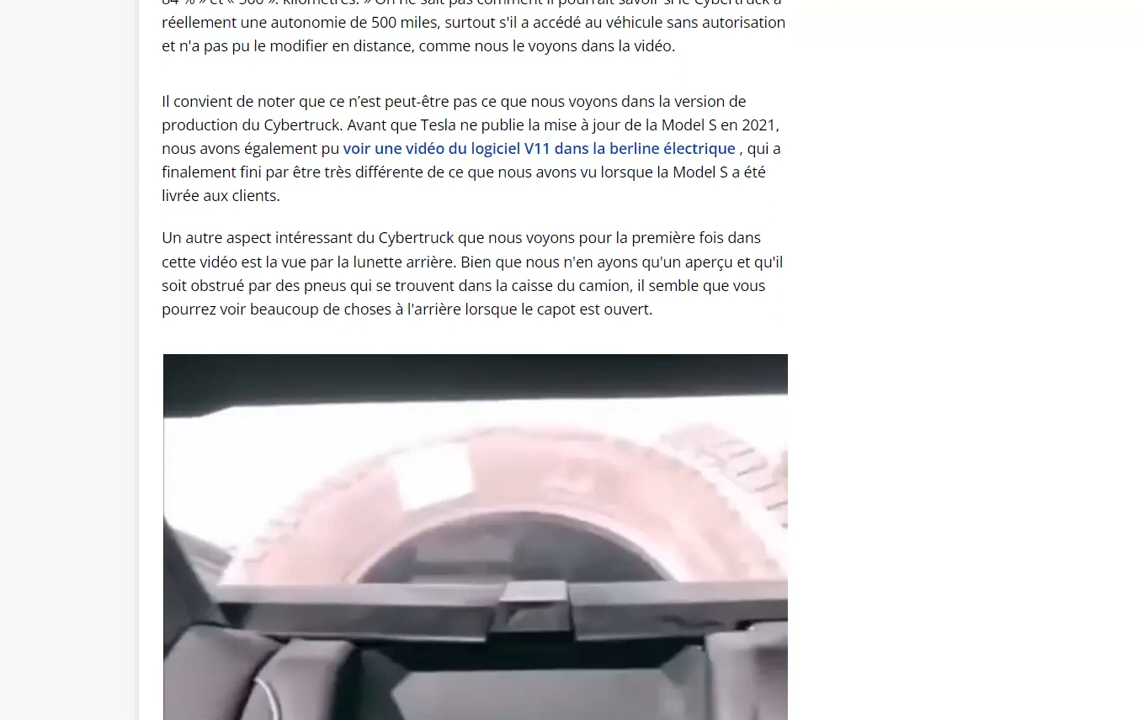 réellement une autonomie de 500 miles, surtout s'il a accédé au véhicule sans autorisation
et n'a pas pu le modifier en distance, comme nous le voyons dans la vidéo.
Il convient de noter que ce n’est peut-être pas ce que nous voyons dans la version de
production du Cybertruck. Avant que Tesla ne publie la mise à jour de la Model S en 2021,
nous avons également pu voir une vidéo du logiciel V11 dans la berline électrique , qui a
finalement fini par être très différente de ce que nous avons vu lorsque la Model S a été
livrée aux clients.
Un autre aspect intéressant du Cybertruck que nous voyons pour la première fois dans
cette vidéo est la vue par la lunette arrière. Bien que nous n'en ayons qu'un aperçu et qu'il
soit obstrué par des pneus qui se trouvent dans la caisse du camion, il semble que vous
pourrez voir beaucoup de choses à l'arrière lorsque le capot est ouvert.